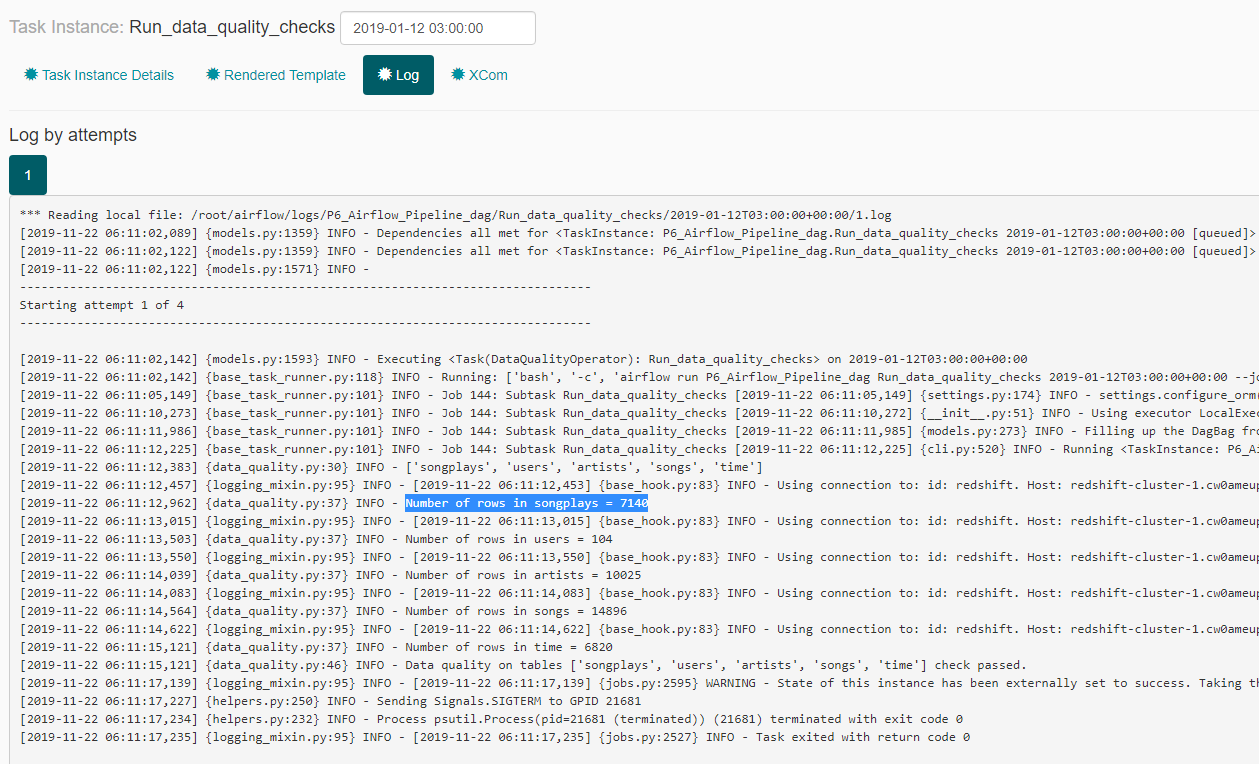 Task Instance: Run_data_quality_checks 2019-01-12 03:00:00
Task Instance Details Rendered Template Log XCom
Log by attempts
1
*** Reading local file: /root/airflow/logs/P6_Airflow_Pipeline_dag/Run_data_quality_checks/2019-01-12T03:00:00+00:00/1.log
[2019-11-22 06:11:02,089] {models.py:1359} INFO - Dependencies all met for <TaskInstance: P6_Airflow_Pipeline_dag.Run_data_quality_checks 2019-01-12T03:00:00+00:00 [queued]>
[2019-11-22 06:11:02,122] {models.py:1359} INFO - Dependencies all met for <TaskInstance: P6_Airflow_Pipeline_dag.Run_data_quality_checks 2019-01-12T03:00:00+00:00 [queued]>
[2019-11-22 06:11:02,122] {models.py:1571} INFO -
--------------------------------------------------------------------------------
Starting attempt 1 of 4
--------------------------------------------------------------------------------
[2019-11-22 06:11:02,142] {models.py:1593} INFO - Executing <Task(DataQualityOperator): Run_data_quality_checks> on 2019-01-12T03:00:00+00:00
[2019-11-22 06:11:02,142] {base_task_runner.py:118} INFO - Running: ['bash', '-c', 'airflow run P6_Airflow_Pipeline_dag Run_data_quality_checks 2019-01-12T03:00:00+00:00 --jo
[2019-11-22 06:11:05,149] {base_task_runner.py:101} INFO - Job 144: Subtask Run_data_quality_checks [2019-11-22 06:11:05,149] {settings.py:174} INFO - settings.configure_orm(
[2019-11-22 06:11:10,273] {base_task_runner.py:101} INFO - Job 144: Subtask Run_data_quality_checks [2019-11-22 06:11:10,272] {__init__.py:51} INFO - Using executor LocalExec
[2019-11-22 06:11:11,986] {base_task_runner.py:101} INFO - Job 144: Subtask Run_data_quality_checks [2019-11-22 06:11:11,985] {models.py:273} INFO - Filling up the DagBag fro
[2019-11-22 06:11:12,225] {base_task_runner.py:101} INFO - Job 144: Subtask Run_data_quality_checks [2019-11-22 06:11:12,225] {cli.py:520} INFO - Running <TaskInstance: P6_Ai
[2019-11-22 06:11:12,383] {data_quality.py:30} INFO - ['songplays', 'users', 'artists', 'songs', 'time']
[2019-11-22 06:11:12,457] {logging_mixin.py:95} INFO - [2019-11-22 06:11:12,453] {base_hook.py:83} INFO - Using connection to: id: redshift. Host: redshift-cluster-1.cw0ameup
[2019-11-22 06:11:12,962] {data_quality.py:37} INFO - Number of rows in songplays = 7140
[2019-11-22 06:11:13,015] {logging_mixin.py:95} INFO - [2019-11-22 06:11:13,015] {base_hook.py:83} INFO - Using connection to: id: redshift. Host: redshift-cluster-1.cw0ameup
[2019-11-22 06:11:13,503] {data_quality.py:37} INFO - Number of rows in users = 104
[2019-11-22 06:11:13,550] {logging_mixin.py:95} INFO - [2019-11-22 06:11:13,550] {base_hook.py:83} INFO - Using connection to: id: redshift. Host: redshift-cluster-1.cw0ameup
[2019-11-22 06:11:14,039] {data_quality.py:37} INFO - Number of rows in artists = 10025
[2019-11-22 06:11:14,083] {logging_mixin.py:95} INFO - [2019-11-22 06:11:14,083] {base_hook.py:83} INFO - Using connection to: id: redshift. Host: redshift-cluster-1.cw0ameup
[2019-11-22 06:11:14,564] {data_quality.py:37} INFO - Number of rows in songs = 14896
[2019-11-22 06:11:14,622] {logging_mixin.py:95} INFO - [2019-11-22 06:11:14,622] {base_hook.py:83} INFO - Using connection to: id: redshift. Host: redshift-cluster-1.cw0ameup
[2019-11-22 06:11:15,121] {data_quality.py:37} INFO - Number of rows in time = 6820
[2019-11-22 06:11:15,121] {data_quality.py:46} INFO - Data quality on tables ['songplays', 'users', 'artists', 'songs', 'time'] check passed.
[2019-11-22 06:11:17,139] {logging_mixin.py:95} INFO - [2019-11-22 06:11:17,139] {jobs.py:2595} WARNING - State of this instance has been externally set to success. Taking th
[2019-11-22 06:11:17,227] {helpers.py:250} INFO - Sending Signals.SIGTERM to GPID 21681
[2019-11-22 06:11:17,234] {helpers.py:232} INFO - Process psutil.Process(pid=21681 (terminated)) (21681) terminated with exit code 0
[2019-11-22 06:11:17,235] {logging_mixin.py:95} INFO - [2019-11-22 06:11:17,235] {jobs.py:2527} INFO - Task exited with return code 0